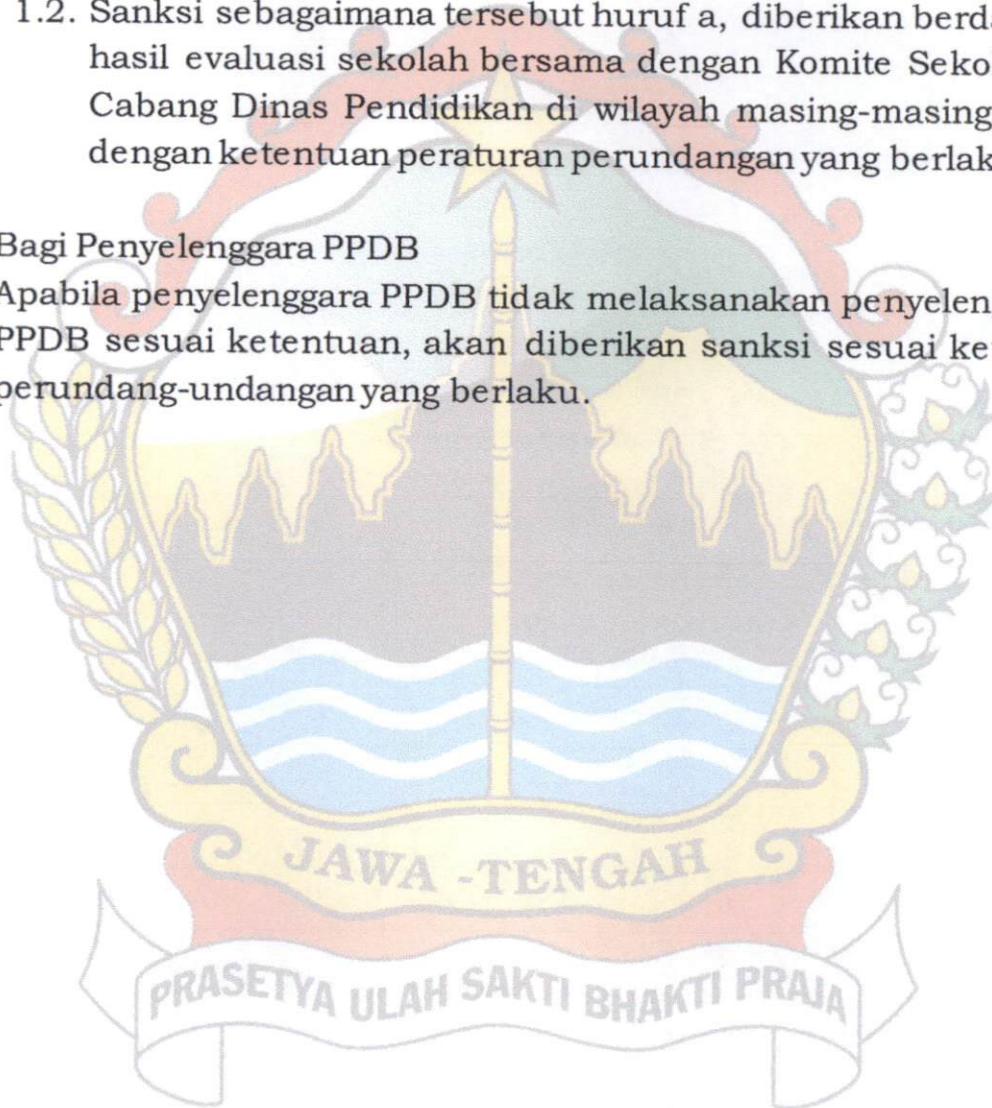 1.2. Sanksi sebagaimana tersebut huruf a, diberikan berda
hasil evaluasi sekolah bersama dengan Komite Seko
Cabang Dinas Pendidikan di wilayah masing-masing
dengan ketentuan peraturan perundangan yang berlak
Bagi Penyelenggara PPDB
Apabila penyelenggara PPDB tidak melaksanakan penyelen
PPDB sesuai ketentuan, akan diberikan sanksi sesuai ke
perundang-undangan yang berlaku.
JAWA -TENGAH
PRASETYA ULAH SAKTI BHAKTI PRAJA